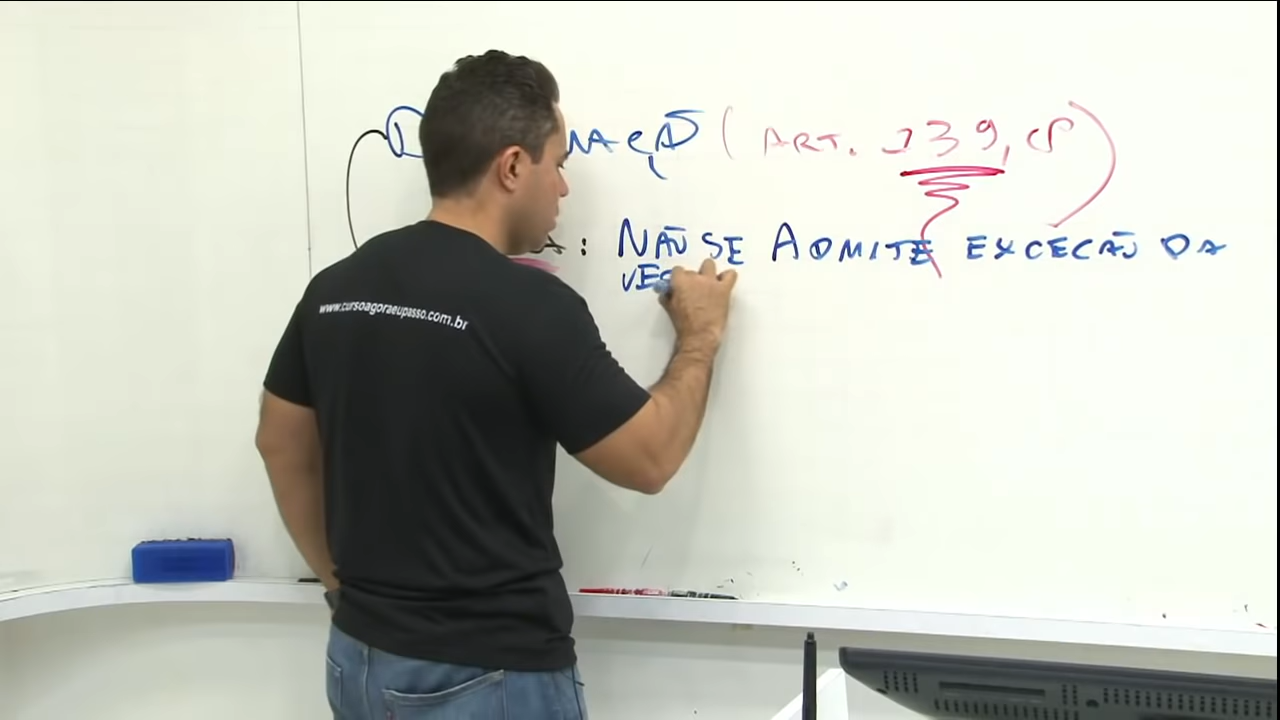 (ART. 139, CP)
: NÃO SE ADMITE EXCEÇÃO DA
www.cursoagoraeupasso.com.br